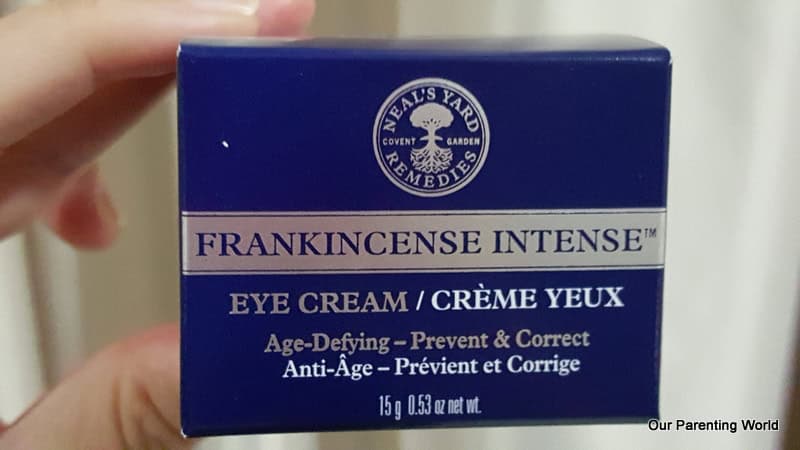 NEAL'S YARD
COVENT GARDEN
REMEDIES
FRANKINCENSE INTENSE™
EYE CREAM / CRÈME YEUX
Age-Defying – Prevent & Correct
Anti-Âge – Prévient et Corrige
15 g 0.53 oz net wt.
Our Parenting World